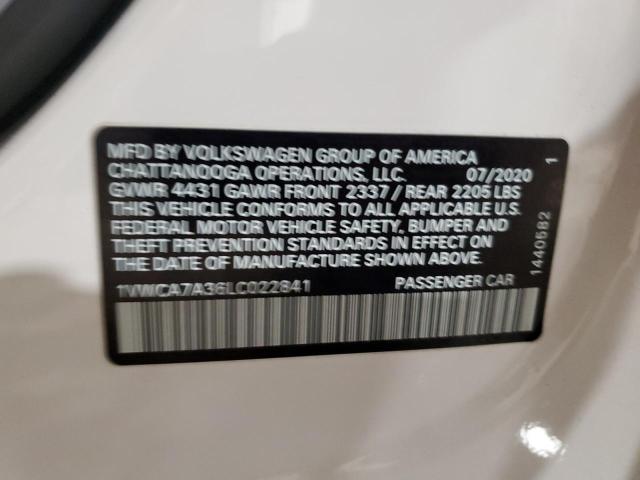 MFD BY VOLKSWAGEN GROUP OF AMERICA
CHATTANOOGA OPERATIONS, LLC. 07/2020
GVWR 4431 GAWR FRONT 2337 / REAR 2205 LBS
THIS VEHICLE CONFORMS TO ALL APPLICABLE U.S.
FEDERAL MOTOR VEHICLE SAFETY, BUMPER AND
THEFT PREVENTION STANDARDS IN EFFECT ON
THE DATE OF MANUFACTURE SHOWN ABOVE.
1VWCA7A36LC022841 PASSENGER CAR
1440582 1